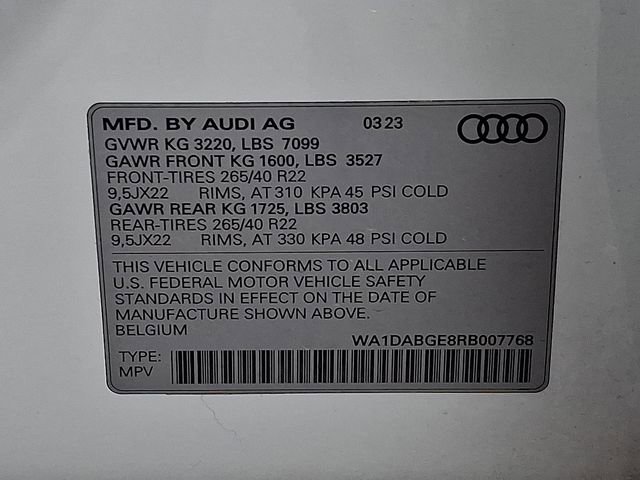 MFD. BY AUDI AG 03 23
GVWR KG 3220, LBS 7099
GAWR FRONT KG 1600, LBS 3527
FRONT-TIRES 265/40 R22
9,5JX22 RIMS, AT 310 KPA 45 PSI COLD
GAWR REAR KG 1725, LBS 3803
REAR-TIRES 265/40 R22
9,5JX22 RIMS, AT 330 KPA 48 PSI COLD
THIS VEHICLE CONFORMS TO ALL APPLICABLE
U.S. FEDERAL MOTOR VEHICLE SAFETY
STANDARDS IN EFFECT ON THE DATE OF
MANUFACTURE SHOWN ABOVE.
BELGIUM
WA1DABGE8RB007768
TYPE:
MPV